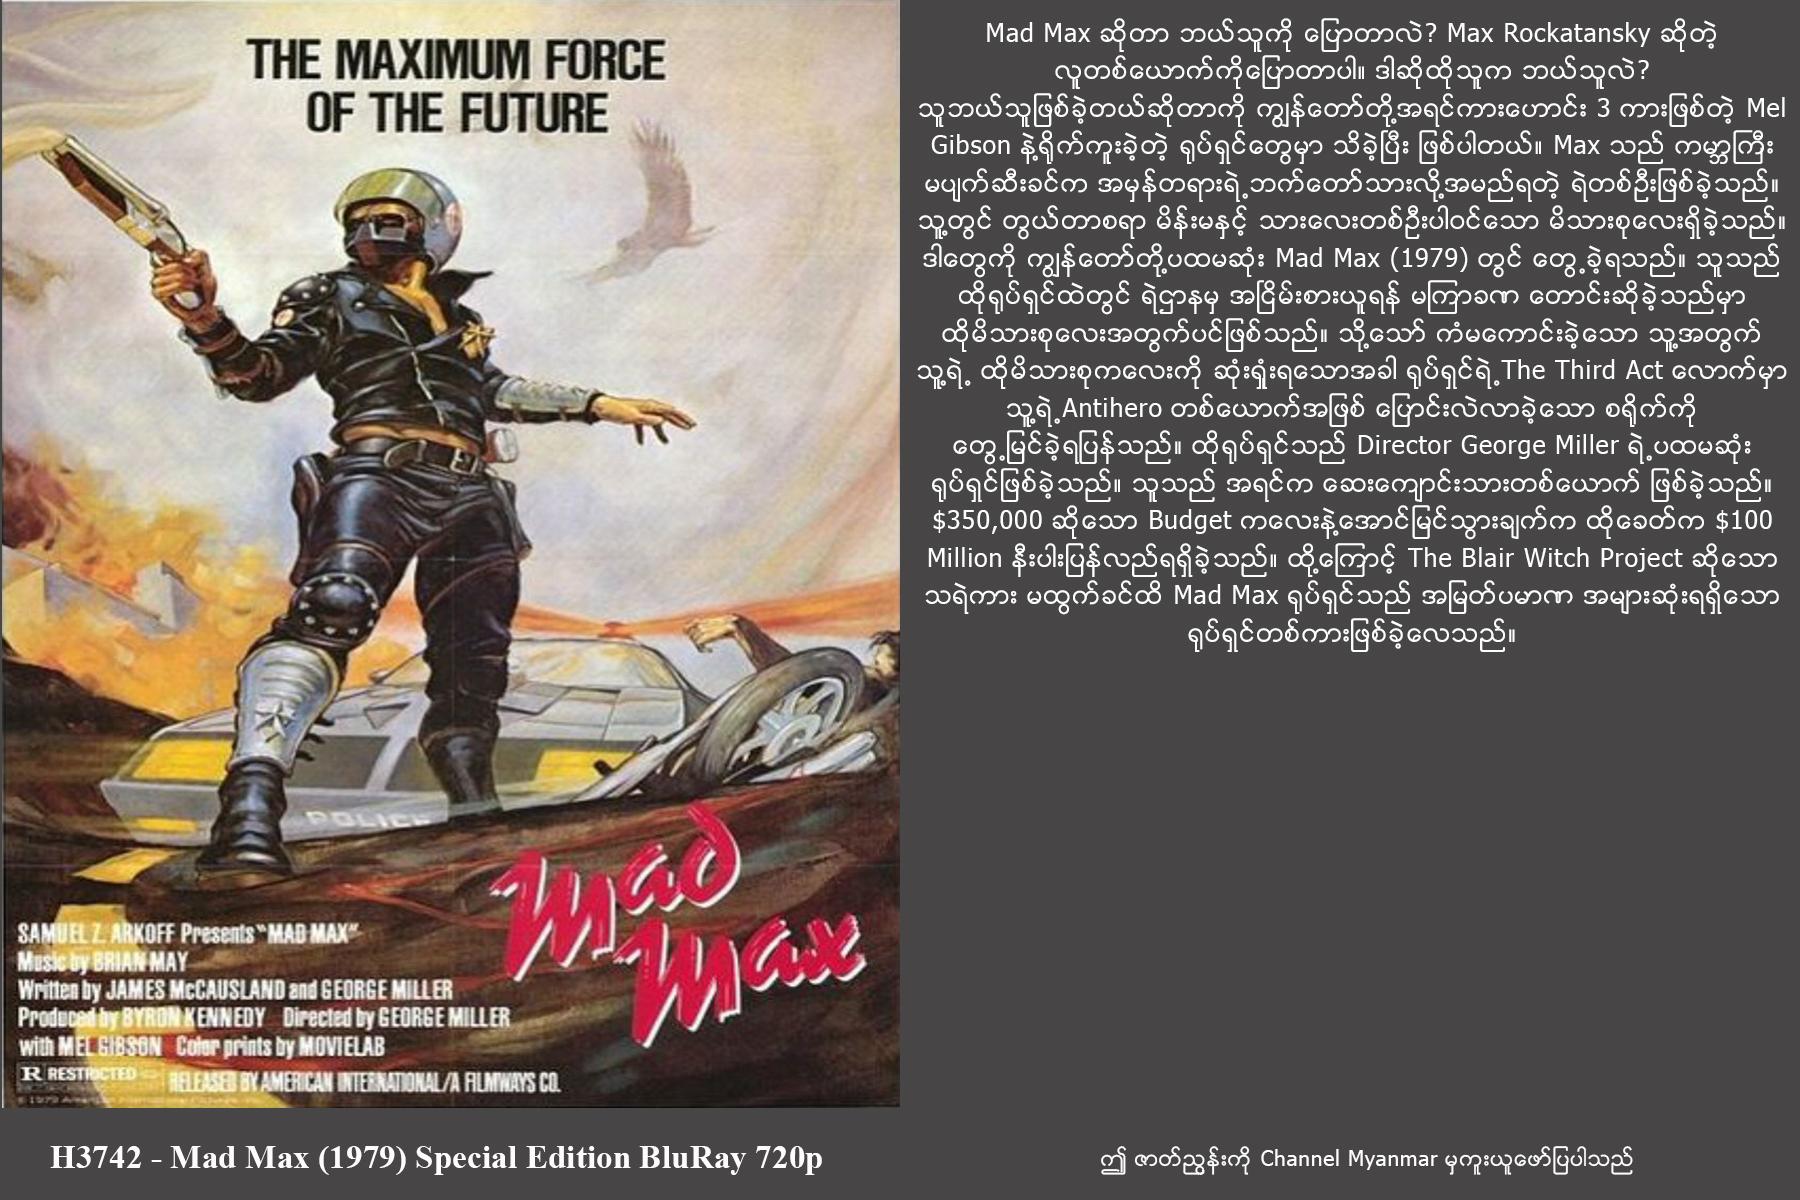 THE MAXIMUM FORCE
OF THE FUTURE
POLICE
mad
max
SAMUEL Z. ARKOFF Presents "MAD MAX"
Music by BRIAN MAY
Written by JAMES McCAUSLAND and GEORGE MILLER
Produced by BYRON KENNEDY Directed by GEORGE MILLER
with MEL GIBSON Color prints by MOVIELAB
R RESTRICTED
RELEASED BY AMERICAN INTERNATIONAL/A FILMWAYS CO.
H3742 - Mad Max (1979) Special Edition BluRay 720p
Mad Max ဆိုတာ ဘယ်သူကို ပြောတာလဲ? Max Rockatansky ဆိုတဲ့
လူတစ်ယောက်ကိုပြောတာပါ။ ဒါဆိုထိုသူက ဘယ်သူလဲ?
သူဘယ်သူဖြစ်ခဲ့တယ်ဆိုတာကို ကျွန်တော်တို့အရင်ကားဟောင်း 3 ကားဖြစ်တဲ့ Mel
Gibson နဲ့ရိုက်ကူးခဲ့တဲ့ ရုပ်ရှင်တွေမှာ သိခဲ့ပြီး ဖြစ်ပါတယ်။ Max သည် ကမ္ဘာကြီး
မပျက်ဆီးခင်က အမှန်တရားရဲ့ဘက်တော်သားလို့အမည်ရတဲ့ ရဲတစ်ဦးဖြစ်ခဲ့သည်။
သူ့တွင် တွယ်တာစရာ မိန်းမနှင့် သားလေးတစ်ဦးပါဝင်သော မိသားစုလေးရှိခဲ့သည်။
ဒါတွေကို ကျွန်တော်တို့ပထမဆုံး Mad Max (1979) တွင် တွေ့ခဲ့ရသည်။ သူသည်
ထိုရုပ်ရှင်ထဲတွင် ရဲဌာနမှ အငြိမ်းစားယူရန် မကြာခဏ တောင်းဆိုခဲ့သည်မှာ
ထိုမိသားစုလေးအတွက်ပင်ဖြစ်သည်။ သို့သော် ကံမကောင်းခဲ့သော သူ့အတွက်
သူ့ရဲ့ ထိုမိသားစုကလေးကို ဆုံးရှုံးရသောအခါ ရုပ်ရှင်ရဲ့ The Third Act လောက်မှာ
သူ့ရဲ့ Antihero တစ်ယောက်အဖြစ် ပြောင်းလဲလာခဲ့သော စရိုက်ကို
တွေ့မြင်ခဲ့ရပြန်သည်။ ထိုရုပ်ရှင်သည် Director George Miller ရဲ့ပထမဆုံး
ရုပ်ရှင်ဖြစ်ခဲ့သည်။ သူသည် အရင်က ဆေးကျောင်းသားတစ်ယောက် ဖြစ်ခဲ့သည်။
$350,000 ဆိုသော Budget ကလေးနဲ့အောင်မြင်သွားချက်က ထိုခေတ်က $100
Million နီးပါးပြန်လည်ရရှိခဲ့သည်။ ထို့ကြောင့် The Blair Witch Project ဆိုသော
သရဲကား မထွက်ခင်ထိ Mad Max ရုပ်ရှင်သည် အမြတ်ပမာဏ အများဆုံးရရှိသော
ရုပ်ရှင်တစ်ကားဖြစ်ခဲ့လေသည်။
ဤ ဇာတ်ညွှန်းကို Channel Myanmar မှကူးယူဖော်ပြပါသည်